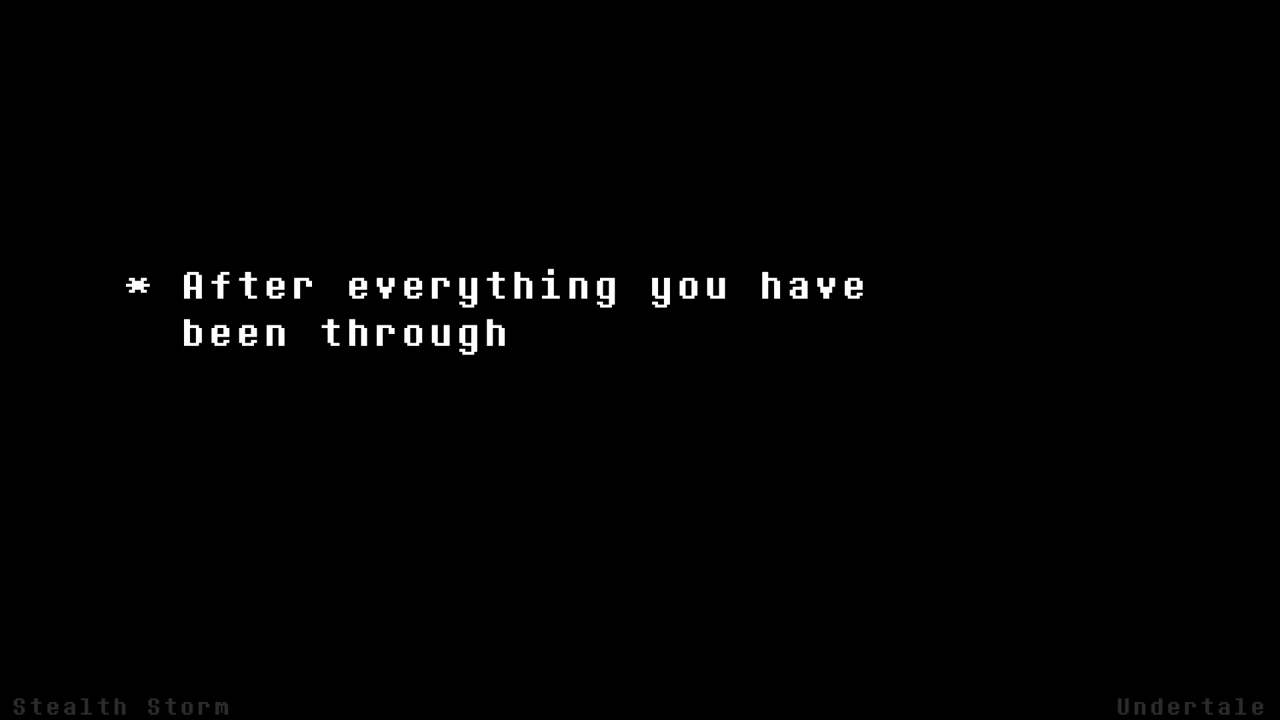 * After everything you have
been through
Stealth Storm
Undertale